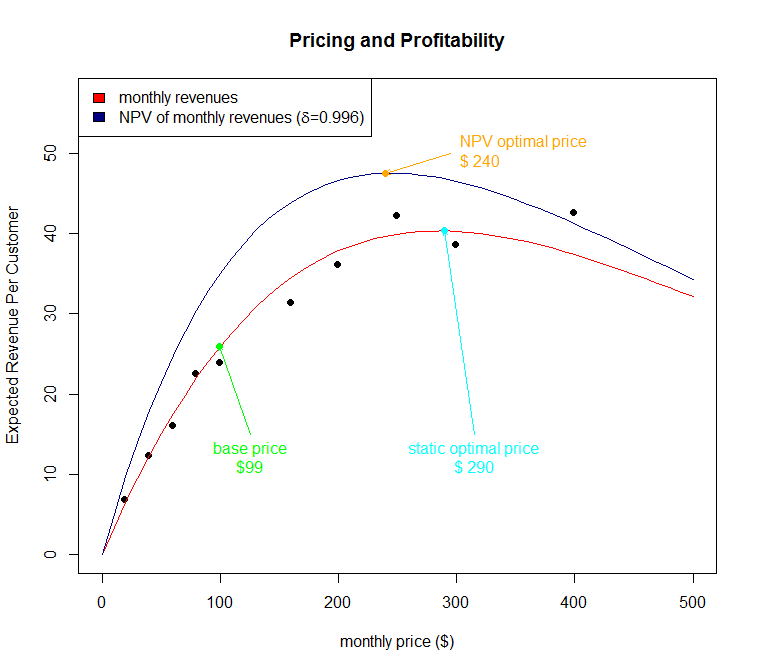 Pricing and Profitability
monthly revenues
NPV of monthly revenues (δ=0.996)
NPV optimal price
$ 240
base price
$99
static optimal price
$ 290
Expected Revenue Per Customer
50
40
30
20
10
0
0 100 200 300 400 500
monthly price ($)